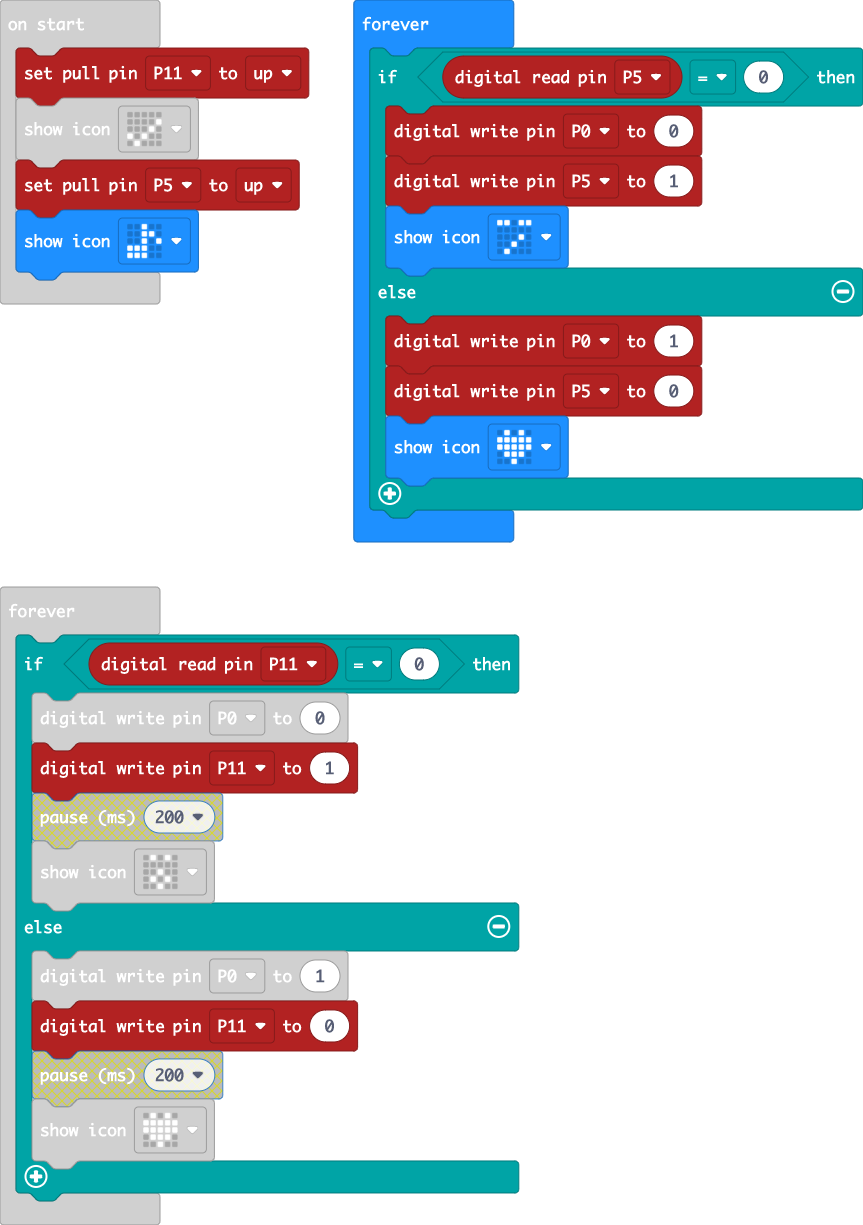 on start
set pull pin P11 to up
show icon
set pull pin P5 to up
show icon
forever
if digital read pin P5 = 0 then
digital write pin P0 to 0
digital write pin P5 to 1
show icon
else
digital write pin P0 to 1
digital write pin P5 to 0
show icon
forever
if digital read pin P11 = 0 then
digital write pin P0 to 0
digital write pin P11 to 1
pause (ms) 200
show icon
else
digital write pin P0 to 1
digital write pin P11 to 0
pause (ms) 200
show icon